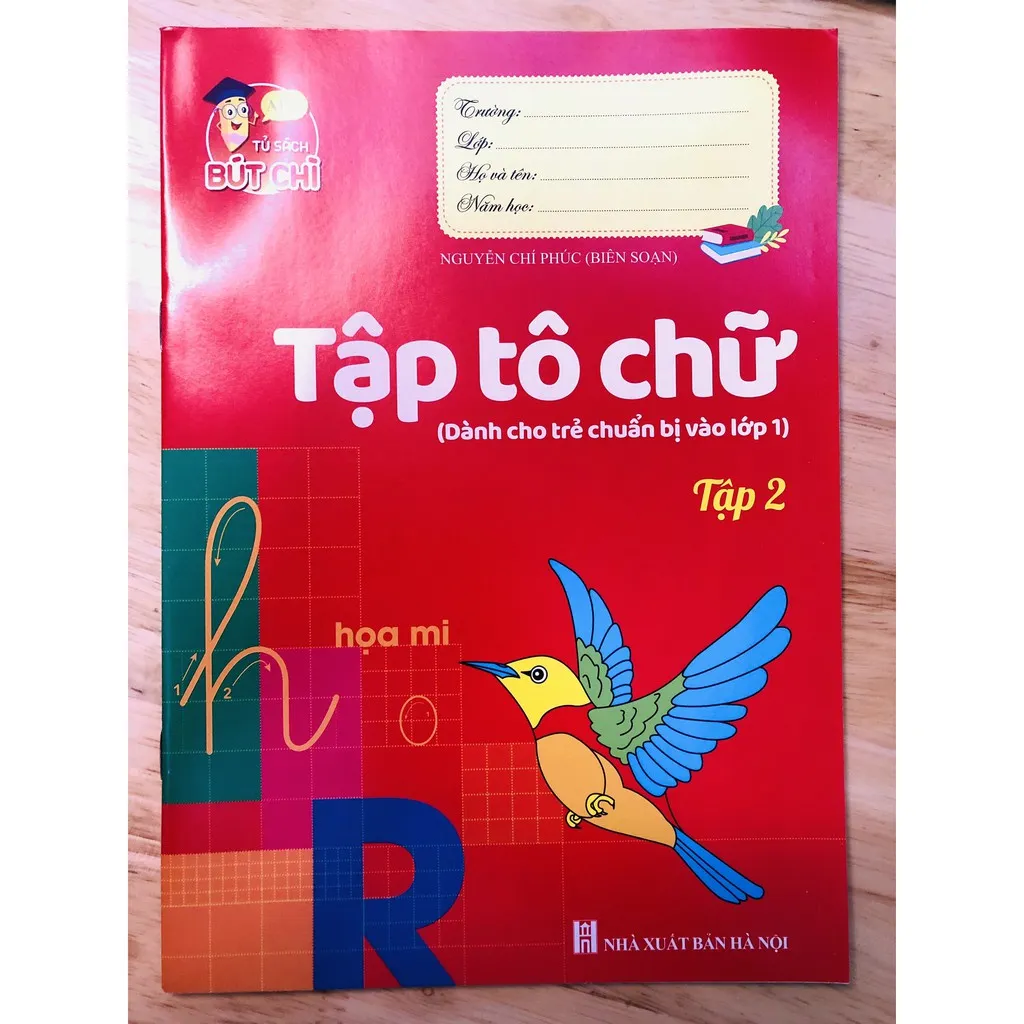 TỦ SÁCH
BÚT CHÌ
Trường:
Lớp:
Họ và tên:
Năm học:
NGUYỄN CHÍ PHÚC (BIÊN SOẠN)
Tập tô chữ
(Dành cho trẻ chuẩn bị vào lớp 1)
Tập 2
h
1 2
họa mi
o
R
NHÀ XUẤT BẢN HÀ NỘI